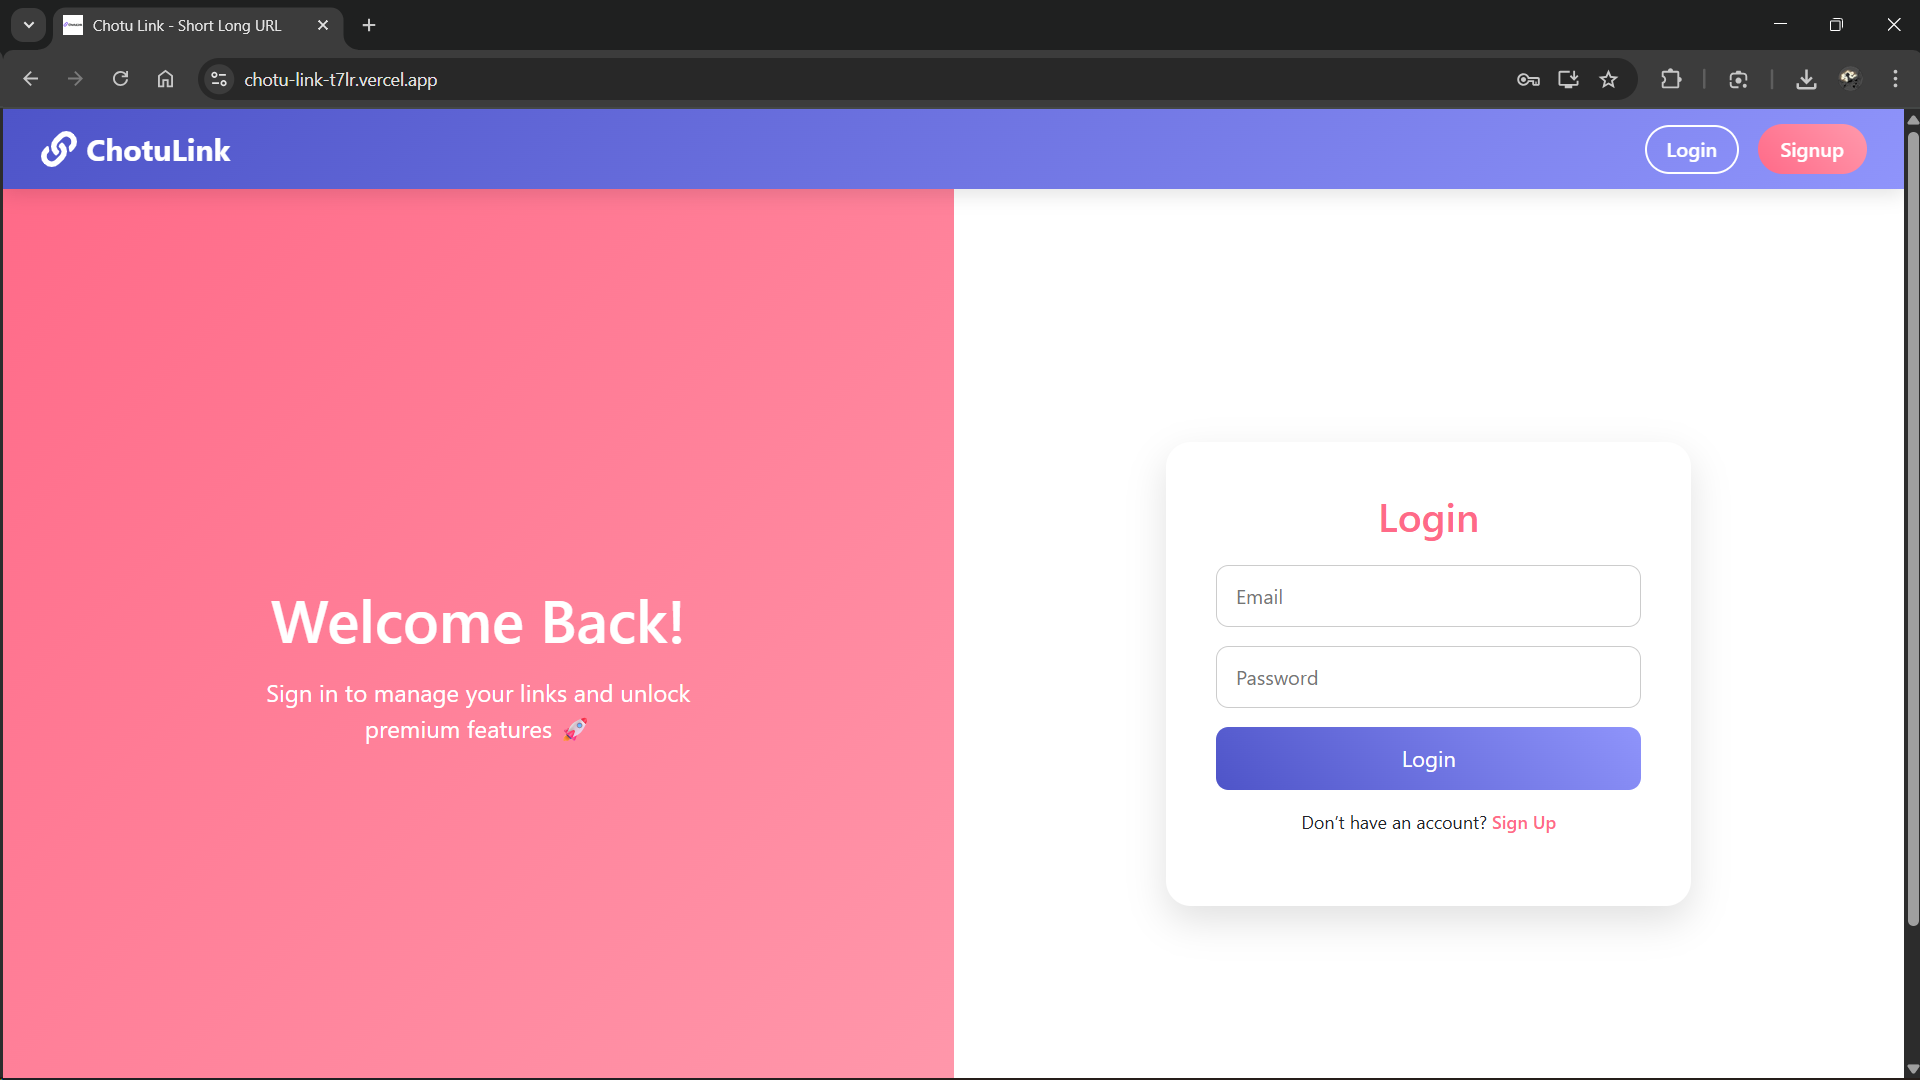 Chotu Link - Short Long URL
chotu-link-t7lr.vercel.app
ChotuLink
Login
Signup
Welcome Back!
Sign in to manage your links and unlock
premium features 🚀
Login
Email
Password
Login
Don’t have an account? Sign Up